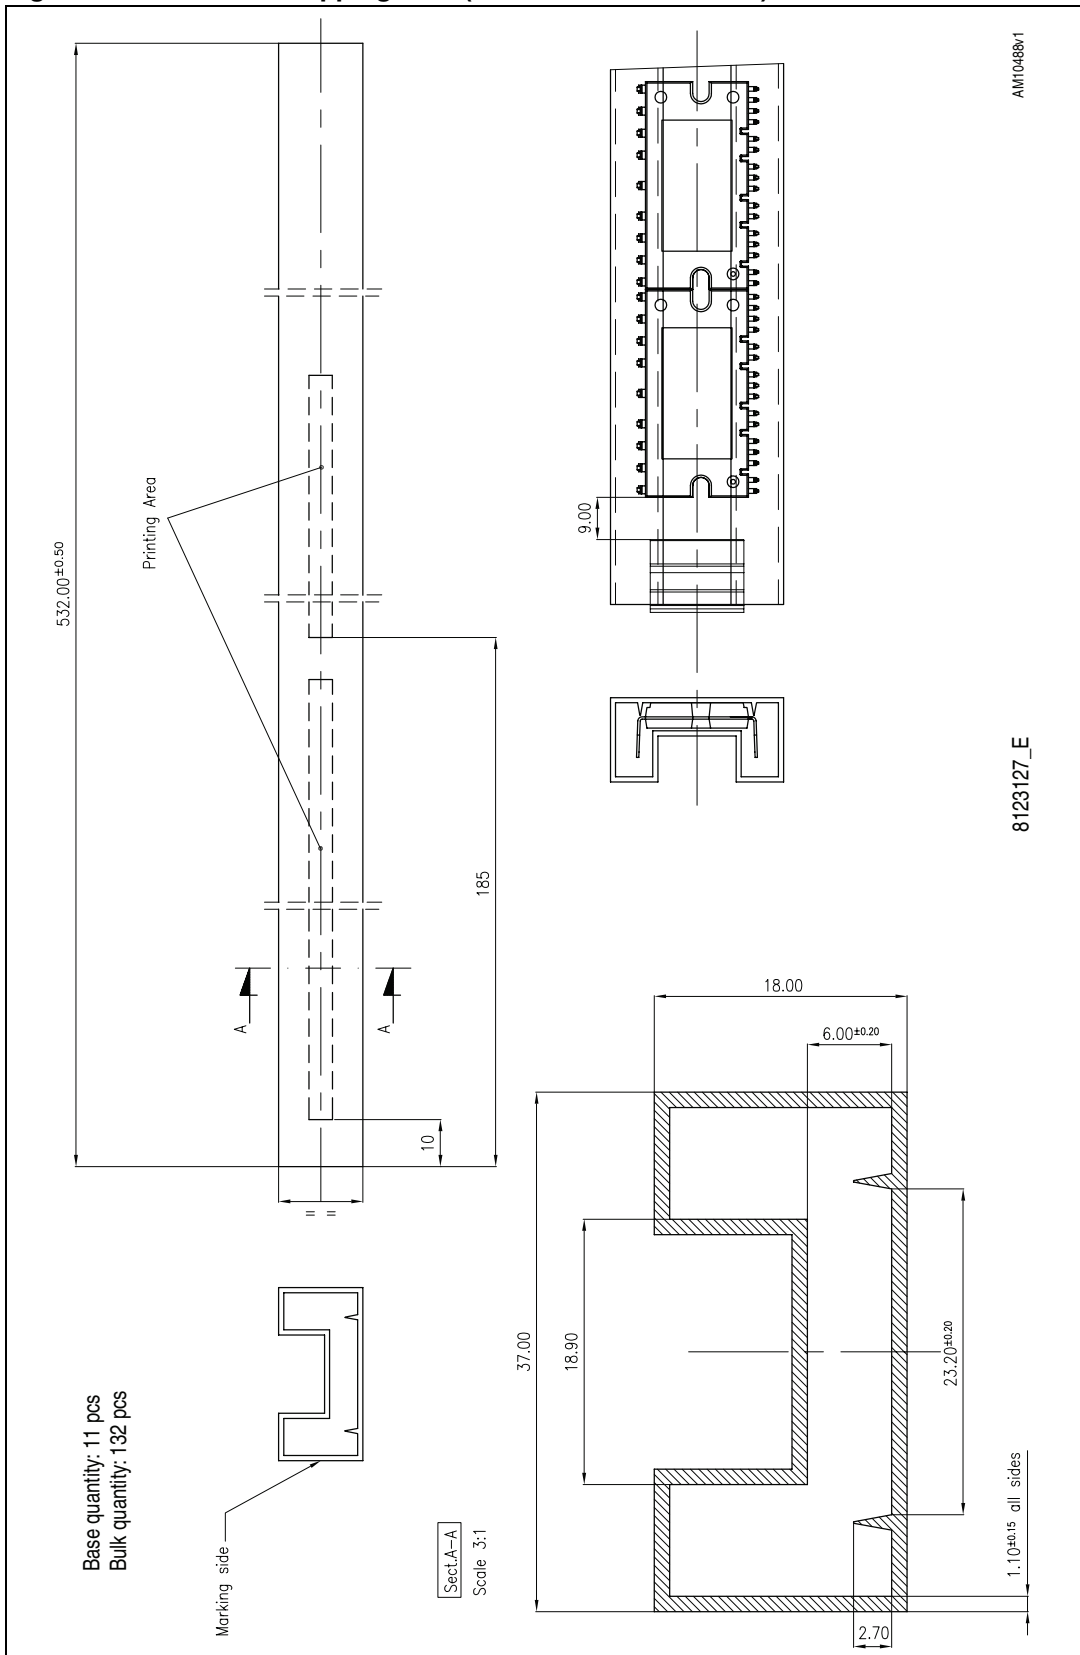 AM10488v1
532.00±0.50
Printing Area
9.00
185
8123127_E
A
A
10
= =
18.00
6.00±0.20
37.00
18.90
23.20±0.20
Base quantity: 11 pcs
Bulk quantity: 132 pcs
Marking side
Sect.A-A
Scale 3:1
1.10±0.15 all sides
2.70